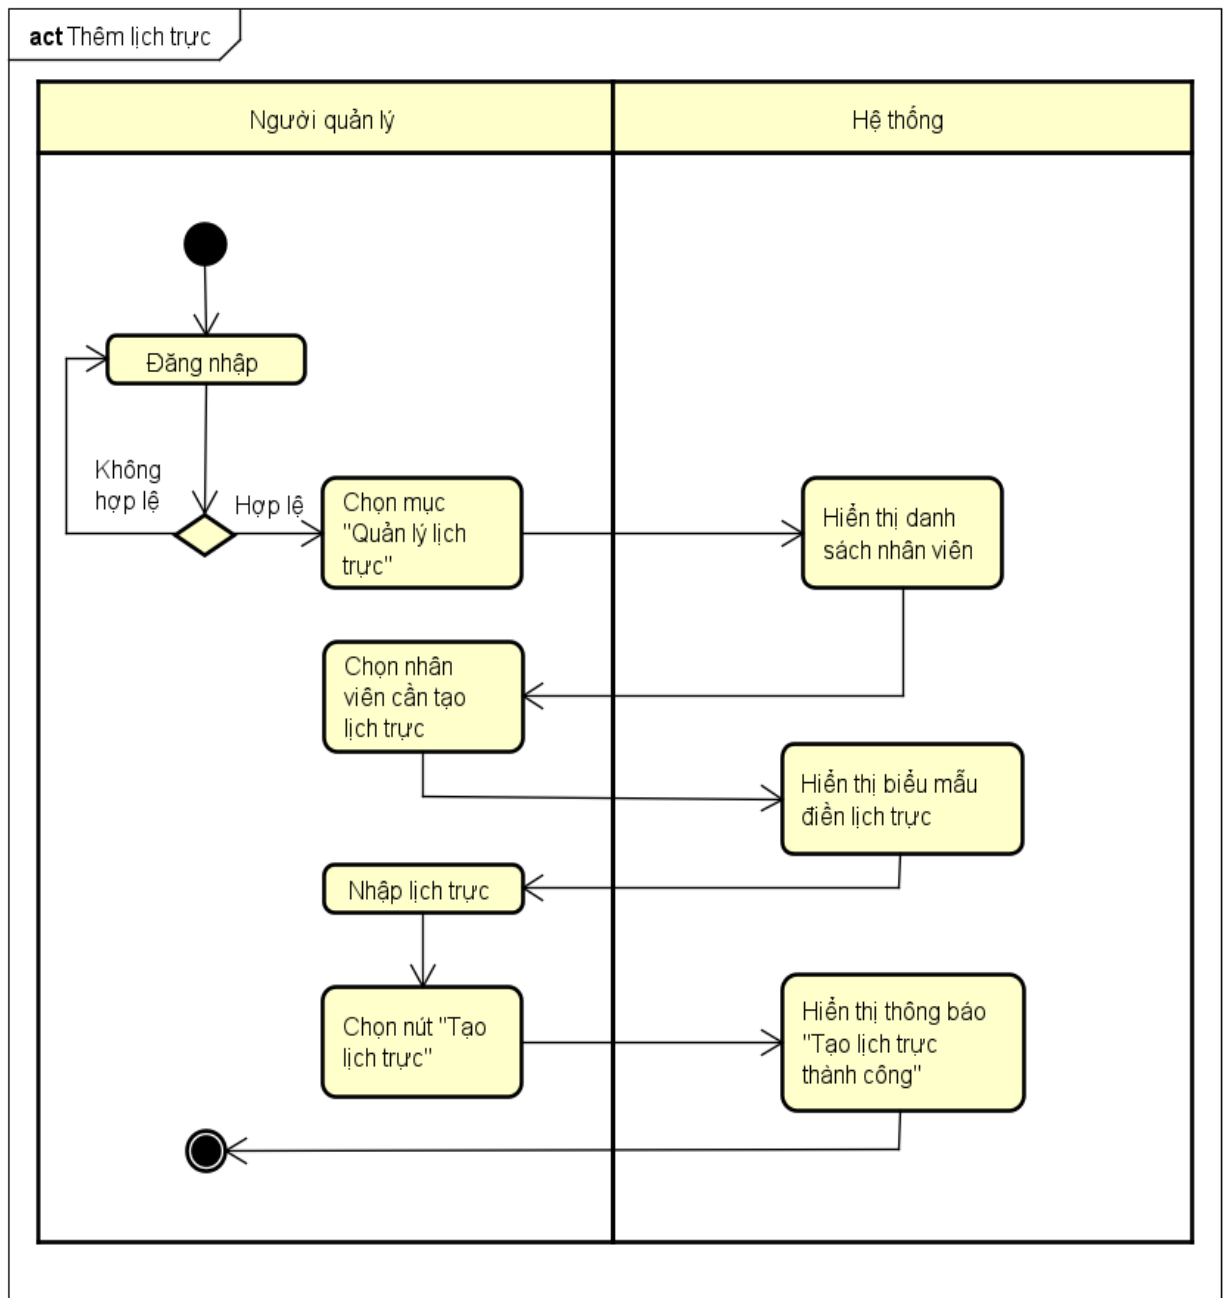 act Thêm lịch trực
Người quản lý
Hệ thống
Đăng nhập
Không
hợp lệ
Hợp lệ
Chọn mục
"Quản lý lịch
trực"
Hiển thị danh
sách nhân viên
Chọn nhân
viên cần tạo
lịch trực
Hiển thị biểu mẫu
điền lịch trực
Nhập lịch trực
Chọn nút "Tạo
lịch trực"
Hiển thị thông báo
"Tạo lịch trực
thành công"